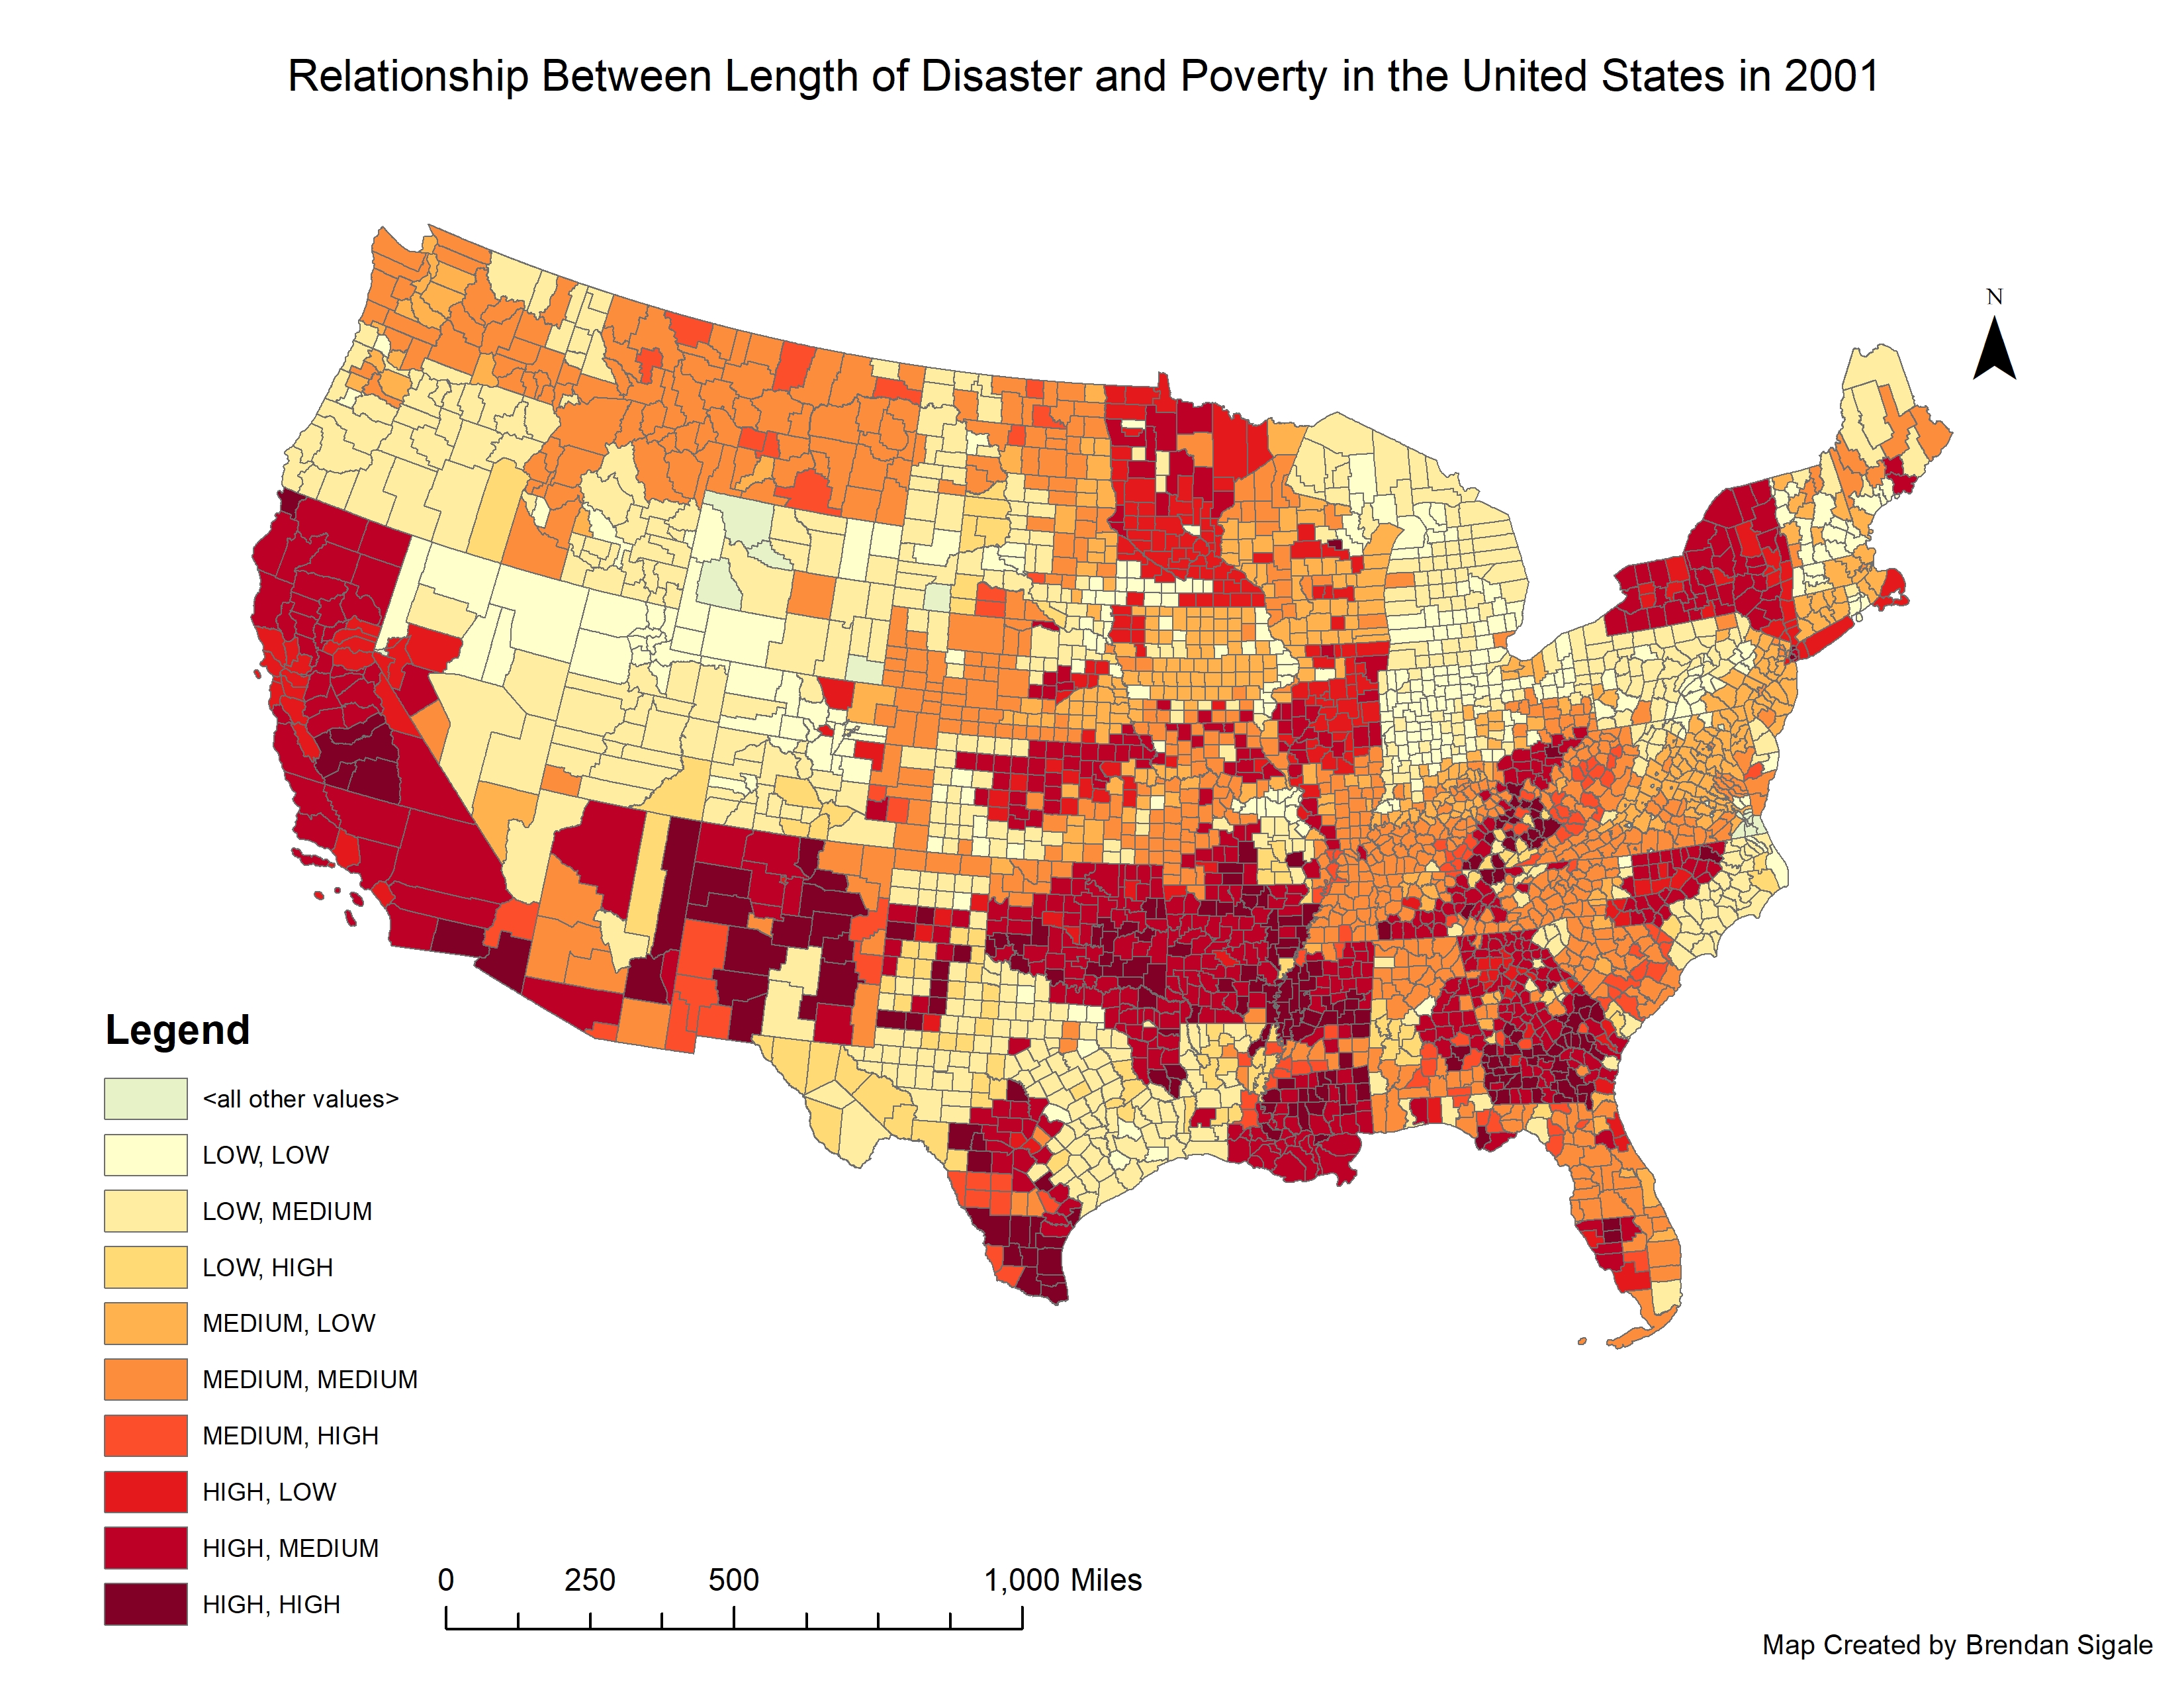 Relationship Between Length of Disaster and Poverty in the United States in 2001
N
Legend
<all other values>
LOW, LOW
LOW, MEDIUM
LOW, HIGH
MEDIUM, LOW
MEDIUM, MEDIUM
MEDIUM, HIGH
HIGH, LOW
HIGH, MEDIUM
HIGH, HIGH
0 250 500 1,000 Miles
Map Created by Brendan Sigale